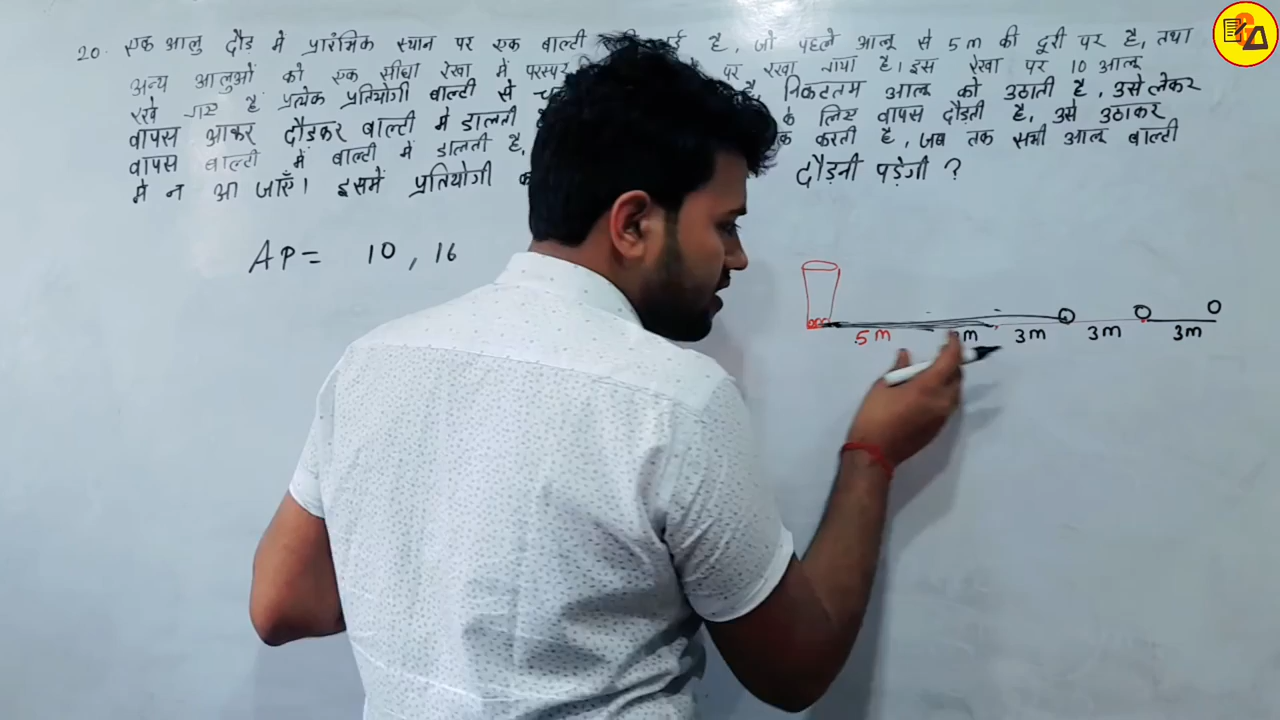 20. एक आलु दौड़ में प्रारंभिक स्थान पर एक बाल्टी है, जो पहले आलू से 5 m की दूरी पर है, तथा
अन्य आलुओं को एक सीधा रेखा में परस्पर पर रखा गया है। इस रेखा पर 10 आलू
रखे गए हैं प्रत्येक प्रतियोगी बाल्टी से है, निकटतम आलू को उठाती है, उसे लेकर
वापस आकर दौड़कर बाल्टी में डालती के लिए वापस दौड़ती है, उसे उठाकर
वापस बाल्टी में बाल्टी में डालती है, करती है, जब तक सभी आलू बाल्टी
में न आ जाएँ। इसमें प्रतियोगी दौड़नी पड़ेगी ?
AP = 10, 16
5 m 3m 3m 3m